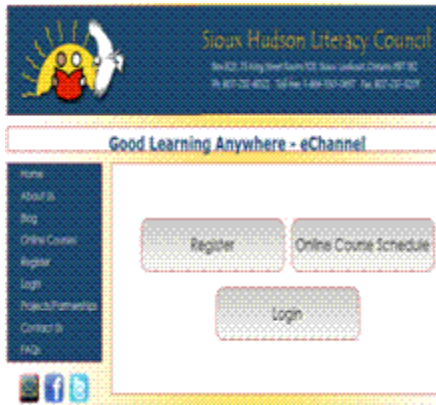 Sioux Hudson Literacy Council
Good Learning Anywhere - eChannel
Home
About Us
Blog
Online Courses
Register
Login
Projects/Partnerships
Contact Us
FAQs
Register
Online Course Schedule
Login